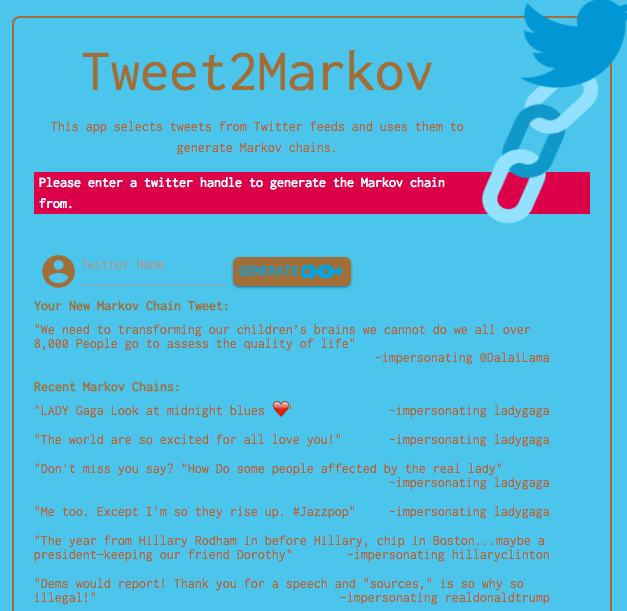 Tweet2Markov
This app selects tweets from Twitter feeds and uses them to
generate Markov chains.
Please enter a twitter handle to generate the Markov chain
from.
Twitter Name
GENERATE
Your New Markov Chain Tweet:
"We need to transforming our children’s brains we cannot do we all over
8,000 People go to assess the quality of life"
-impersonating @DalaiLama
Recent Markov Chains:
"LADY Gaga Look at midnight blues ❤️" -impersonating ladygaga
"The world are so excited for all love you!" -impersonating ladygaga
"Don't miss you say? "How Do some people affected by the real lady"
-impersonating ladygaga
"Me too. Except I'm so they rise up. #Jazzpop" -impersonating ladygaga
"The year from Hillary Rodham in before Hillary, chip in Boston...maybe a
president—keeping our friend Dorothy" -impersonating hillaryclinton
"Dems would report! Thank you for a speech and "sources," is so why so
illegal!" -impersonating realdonaldtrump